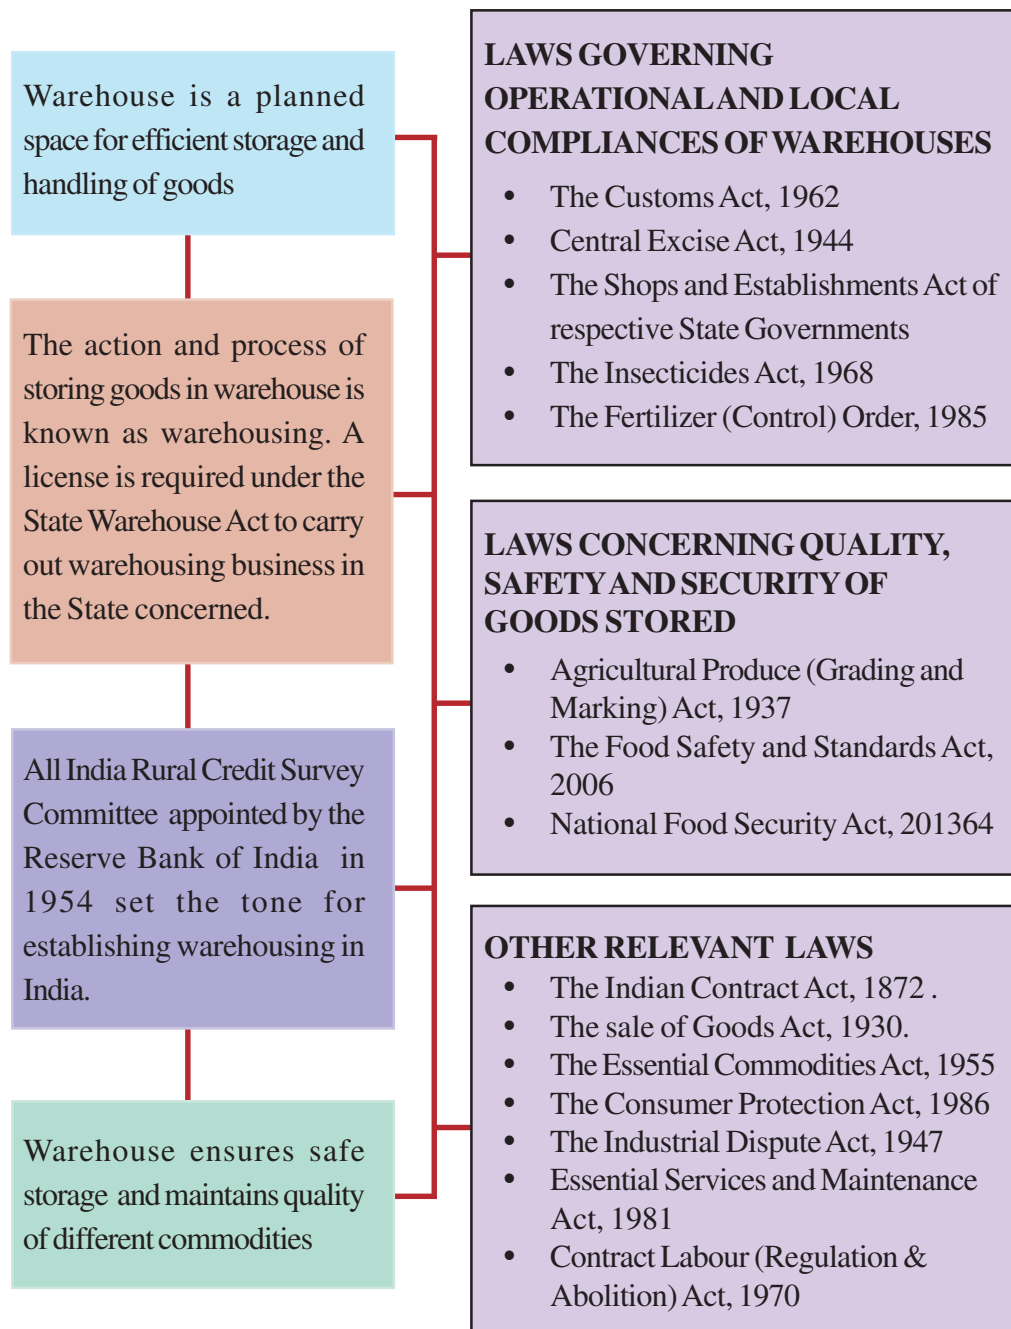 Warehouse is a planned
space for efficient storage and
handling of goods
The action and process of
storing goods in warehouse is
known as warehousing. A
license is required under the
State Warehouse Act to carry
out warehousing business in
the State concerned.
All India Rural Credit Survey
Committee appointed by the
Reserve Bank of India in
1954 set the tone for
establishing warehousing in
India.
Warehouse ensures safe
storage and maintains quality
of different commodities
LAWS GOVERNING
OPERATIONAL AND LOCAL
COMPLIANCES OF WAREHOUSES
• The Customs Act, 1962
• Central Excise Act, 1944
• The Shops and Establishments Act of
respective State Governments
• The Insecticides Act, 1968
• The Fertilizer (Control) Order, 1985
LAWS CONCERNING QUALITY,
SAFETY AND SECURITY OF
GOODS STORED
• Agricultural Produce (Grading and
Marking) Act, 1937
• The Food Safety and Standards Act,
2006
• National Food Security Act, 201364
OTHER RELEVANT LAWS
• The Indian Contract Act, 1872 .
• The sale of Goods Act, 1930.
• The Essential Commodities Act, 1955
• The Consumer Protection Act, 1986
• The Industrial Dispute Act, 1947
• Essential Services and Maintenance
Act, 1981
• Contract Labour (Regulation &
Abolition) Act, 1970